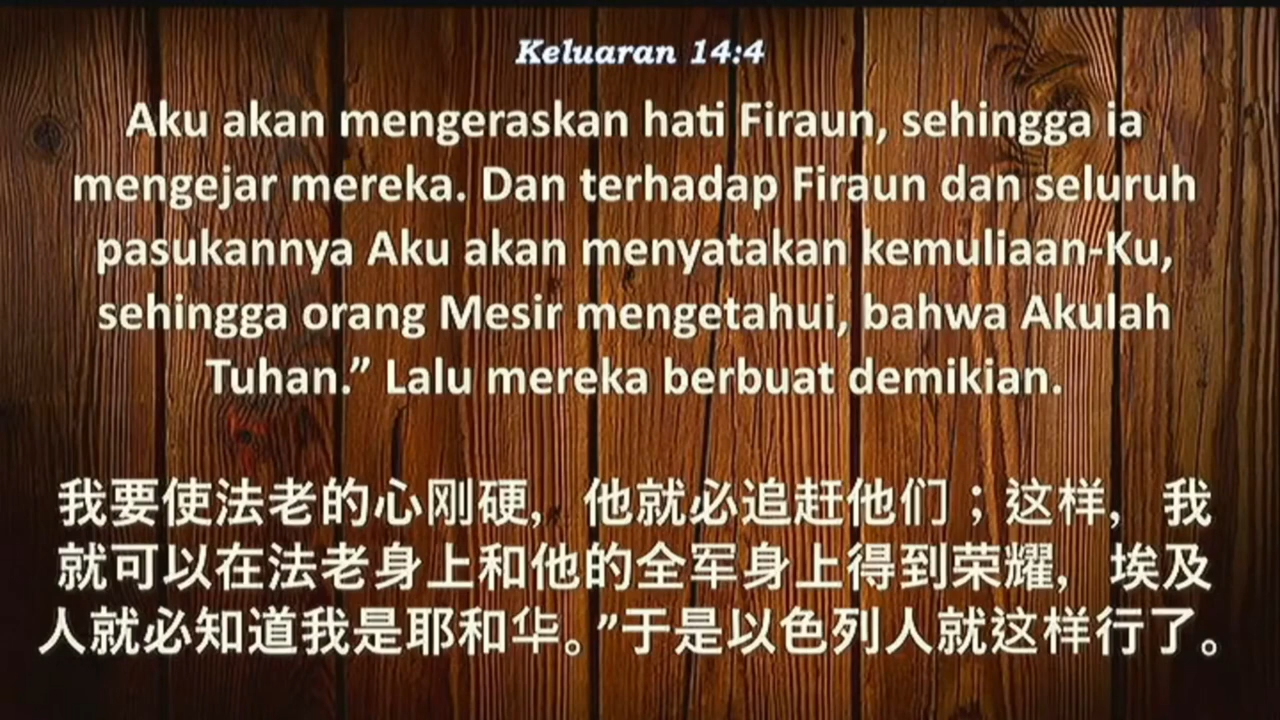 Keluaran 14:4
Aku akan mengeraskan hati Firaun, sehingga ia
mengejar mereka. Dan terhadap Firaun dan seluruh
pasukannya Aku akan menyatakan kemuliaan-Ku,
sehingga orang Mesir mengetahui, bahwa Akulah
Tuhan.” Lalu mereka berbuat demikian.
我要使法老的心刚硬，他就必追赶他们；这样，我
就可以在法老身上和他的全军身上得到荣耀，埃及
人就必知道我是耶和华。”于是以色列人就这样行了。